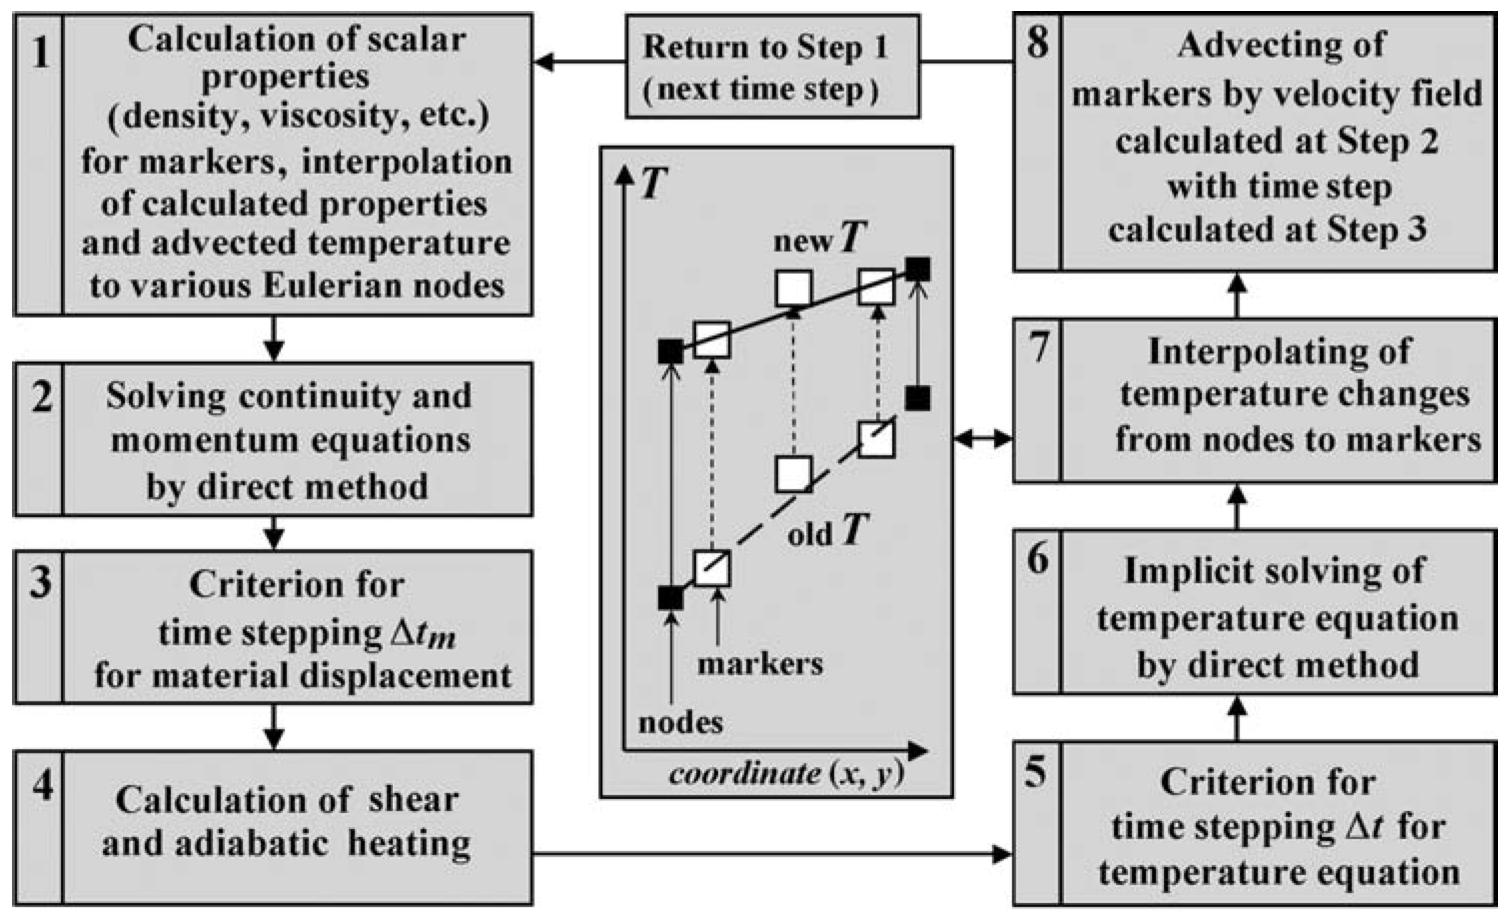 1
Calculation of scalar
properties
(density, viscosity, etc.)
for markers, interpolation
of calculated properties
and advected temperature
to various Eulerian nodes
2
Solving continuity and
momentum equations
by direct method
3
Criterion for
time stepping Δtm
for material displacement
4
Calculation of shear
and adiabatic heating
Return to Step 1
(next time step)
T
new T
old T
markers
nodes
coordinate (x, y)
8
Advecting of
markers by velocity field
calculated at Step 2
with time step
calculated at Step 3
7
Interpolating of
temperature changes
from nodes to markers
6
Implicit solving of
temperature equation
by direct method
5
Criterion for
time stepping Δt for
temperature equation